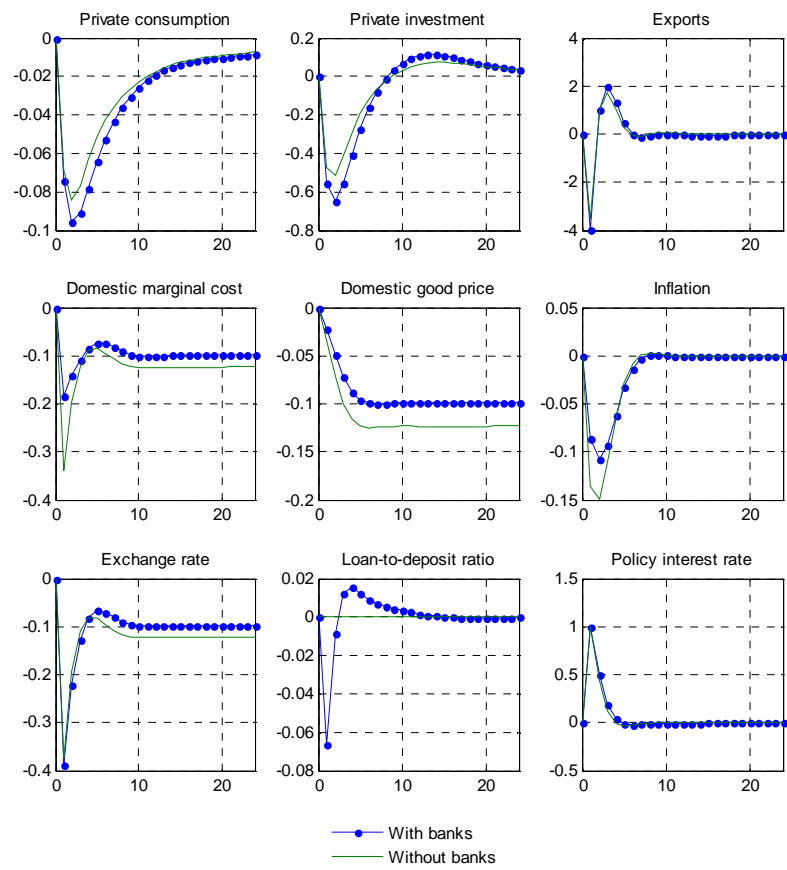 Private consumption Private investment Exports
0 0.2 4
-0.02 0 2
-0.04 -0.2
-0.06 -0.4 0
-0.08 -0.6 -2
-0.1 -0.8 -4
0 10 20 0 10 20 0 10 20
Domestic marginal cost Domestic good price Inflation
0 0 0.05
-0.1 -0.05 0
-0.2 -0.1 -0.05
-0.3 -0.15 -0.1
-0.4 -0.2 -0.15
0 10 20 0 10 20 0 10 20
Exchange rate Loan-to-deposit ratio Policy interest rate
0 0.02 1.5
-0.1 0 1
-0.02
-0.2 0.5
-0.04
-0.3 -0.06 0
-0.4 -0.08 -0.5
0 10 20 0 10 20 0 10 20
With banks
Without banks